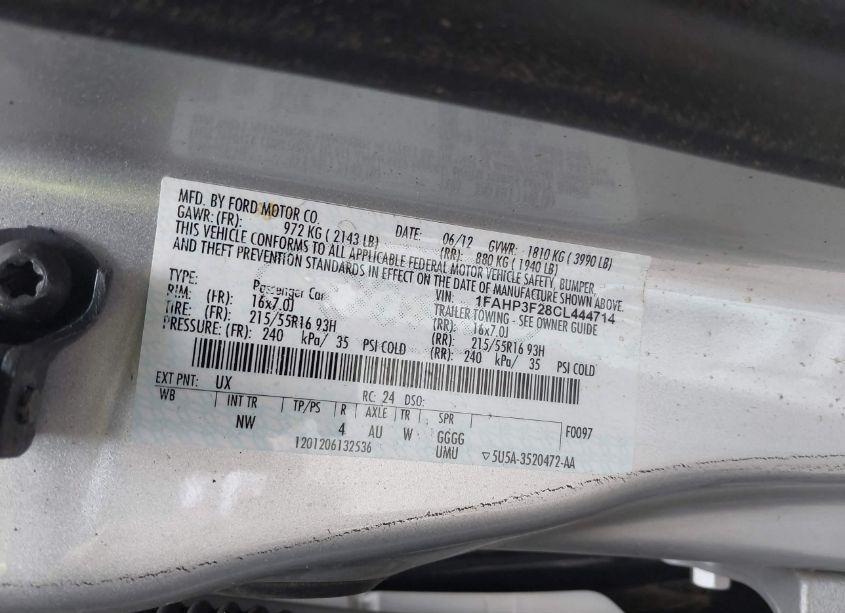 MFD. BY FORD MOTOR CO.
DATE: 06/12 GVWR: 1810 KG ( 3990 LB)
GAWR: (FR): 972 KG ( 2143 LB) (RR): 880 KG ( 1940 LB)
THIS VEHICLE CONFORMS TO ALL APPLICABLE FEDERAL MOTOR VEHICLE SAFETY, BUMPER,
AND THEFT PREVENTION STANDARDS IN EFFECT ON THE DATE OF MANUFACTURE SHOWN ABOVE.
VIN: 1FAHP3F28CL444714
TYPE: Passenger Car TRAILER TOWING - SEE OWNER GUIDE
RIM: (FR): 16x7.0J (RR): 16x7.0J
TIRE: (FR): 215/55R16 93H (RR): 215/55R16 93H
PRESSURE: (FR): 240 kPa/ 35 PSI COLD (RR): 240 kPa/ 35 PSI COLD
EXT PNT: UX RC: 24 DSO:
WB INT TR TP/PS R AXLE TR SPR F0097
NW 4 AU W GGGG
1201206132536 UMU ▽5U5A-3520472-AA